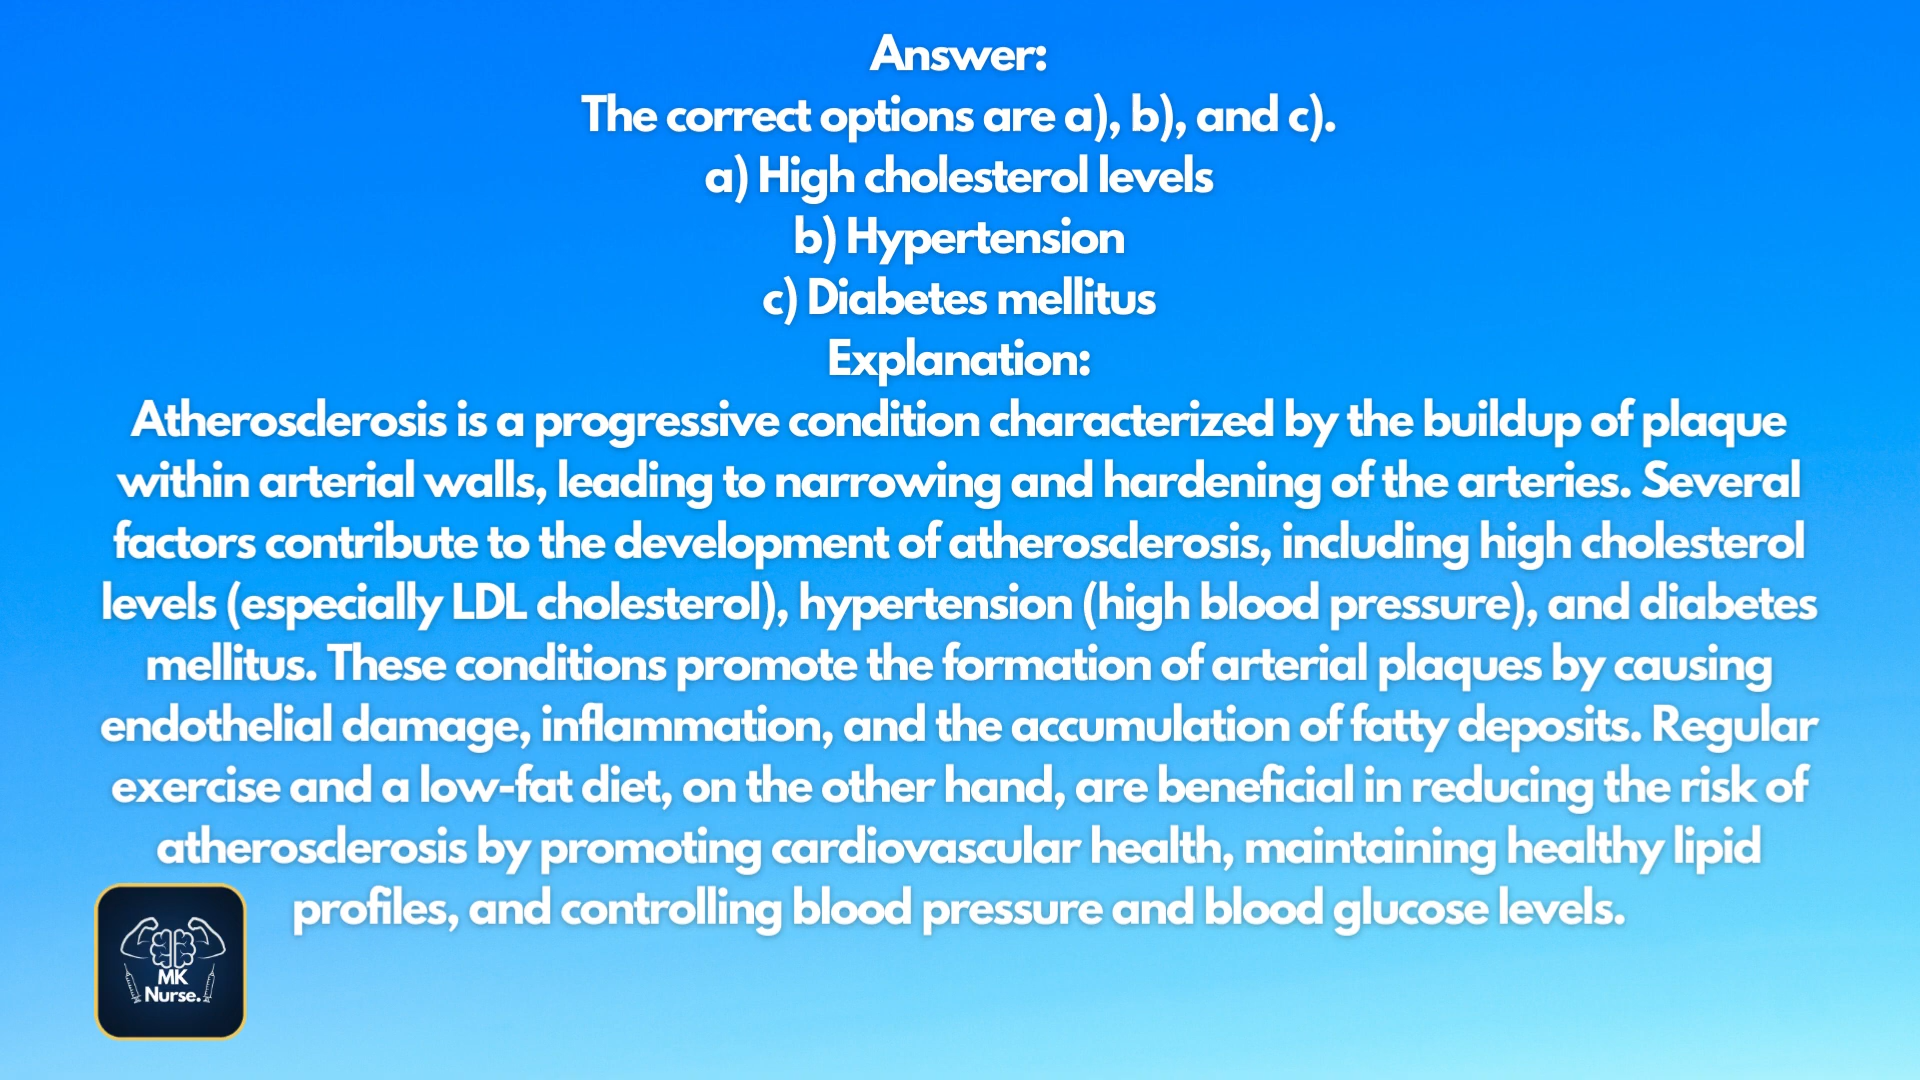 Answer:
The correct options are a), b), and c).
a) High cholesterol levels
b) Hypertension
c) Diabetes mellitus
Explanation:
Atherosclerosis is a progressive condition characterized by the buildup of plaque
within arterial walls, leading to narrowing and hardening of the arteries. Several
factors contribute to the development of atherosclerosis, including high cholesterol
levels (especially LDL cholesterol), hypertension (high blood pressure), and diabetes
mellitus. These conditions promote the formation of arterial plaques by causing
endothelial damage, inflammation, and the accumulation of fatty deposits. Regular
exercise and a low-fat diet, on the other hand, are beneficial in reducing the risk of
atherosclerosis by promoting cardiovascular health, maintaining healthy lipid
profiles, and controlling blood pressure and blood glucose levels.
MK
Nurse.